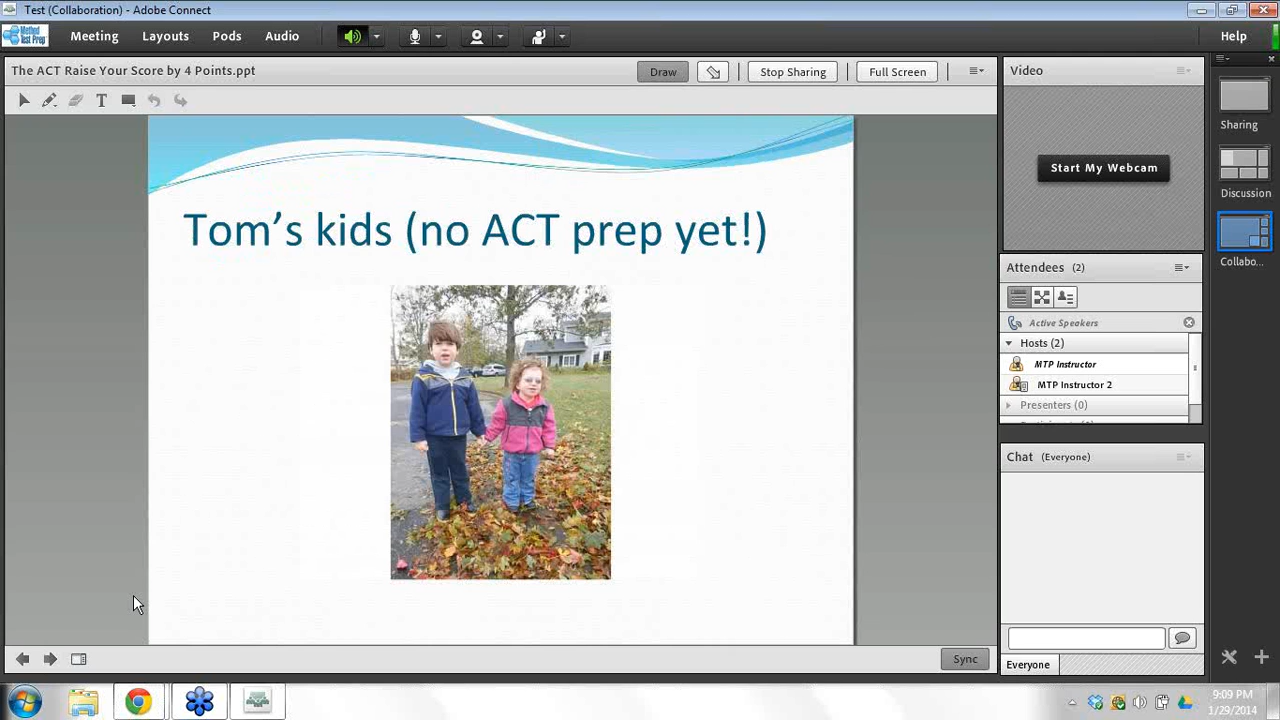 Test (Collaboration) - Adobe Connect
Method
Test Prep
Meeting
Layouts
Pods
Audio
Help
The ACT Raise Your Score by 4 Points.ppt
Draw
Stop Sharing
Full Screen
Video
Sharing
Start My Webcam
Discussion
Tom's kids (no ACT prep yet!)
Collabo...
Attendees (2)
Active Speakers
Hosts (2)
MTP Instructor
MTP Instructor 2
Presenters (0)
Chat (Everyone)
Sync
Everyone
9:09 PM
1/29/2014